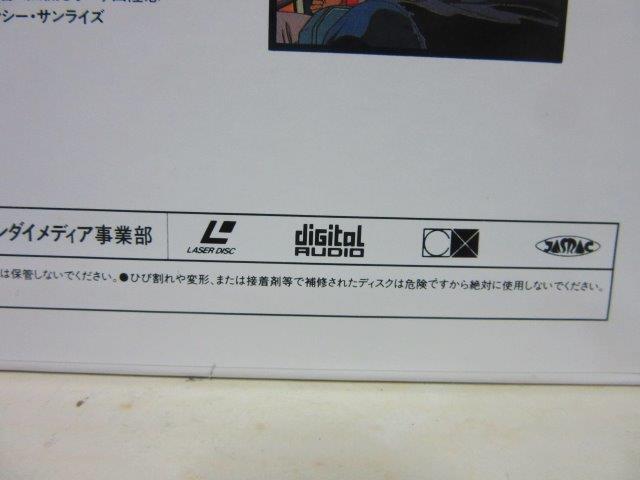 シー・サンライズ
ンダイメディア事業部
LASER DISC
digital AUDIO
JASRAC
は保管しないでください。●ひび割れや変形、または接着剤等で補修されたディスクは危険ですから絶対に使用しないでください。